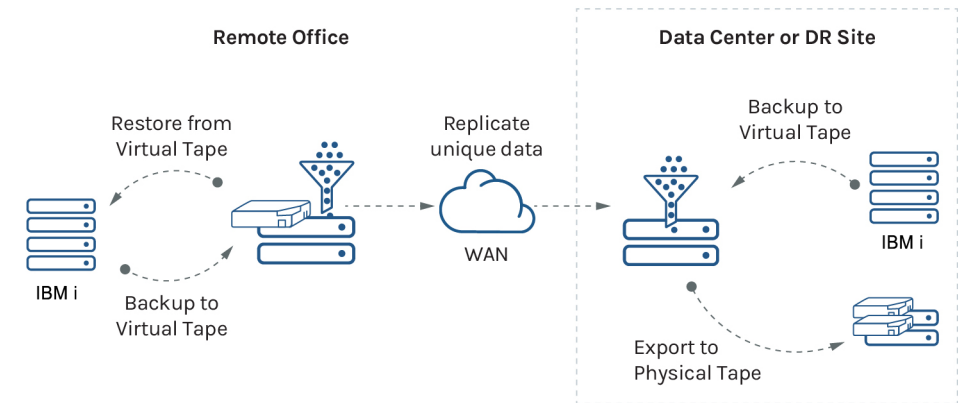 Remote Office
Data Center or DR Site
Restore from
Virtual Tape
Replicate
unique data
Backup to
Virtual Tape
WAN
IBM i
IBM i
Backup to
Virtual Tape
Export to
Physical Tape